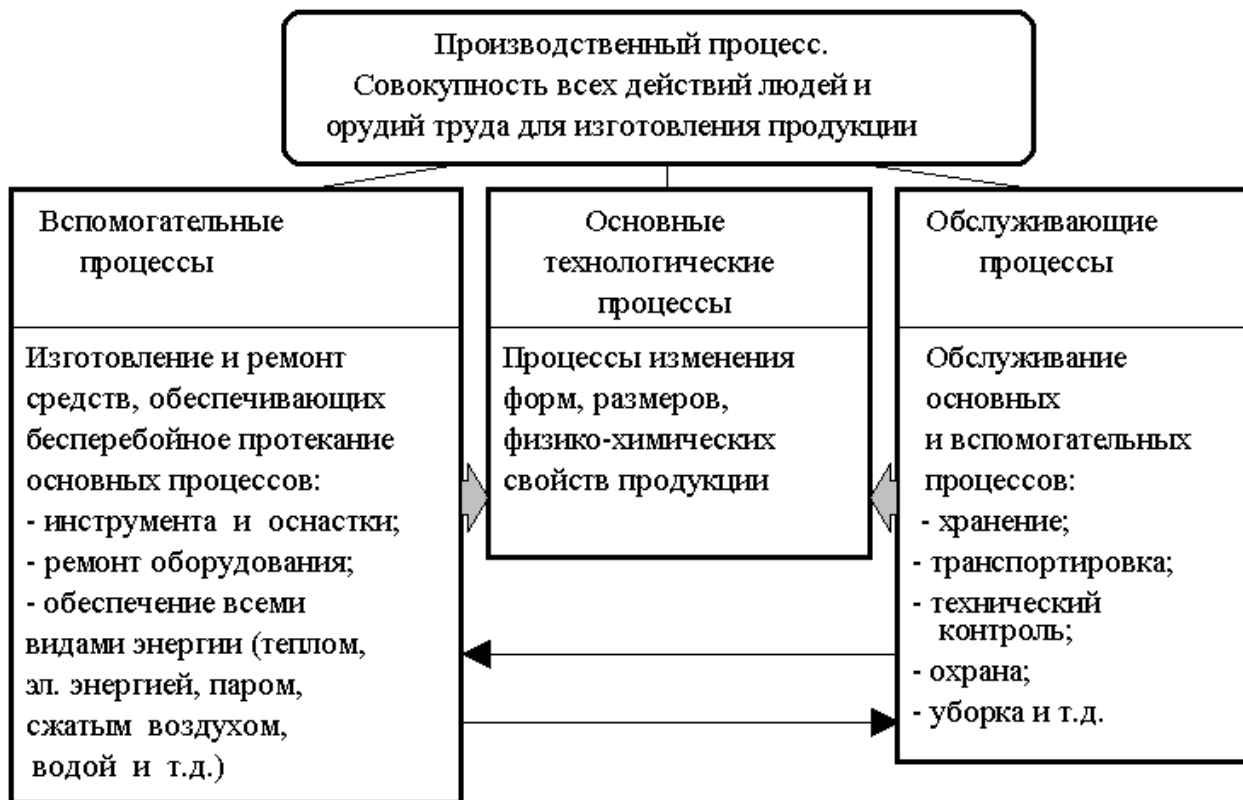 Производственный процесс.
Совокупность всех действий людей и
орудий труда для изготовления продукции
Вспомогательные
процессы
Изготовление и ремонт
средств, обеспечивающих
бесперебойное протекание
основных процессов:
- инструмента и оснастки;
- ремонт оборудования;
- обеспечение всеми
видами энергии (теплом,
эл. энергией, паром,
сжатым воздухом,
водой и т.д.)
Основные
технологические
процессы
Процессы изменения
форм, размеров,
физико-химических
свойств продукции
Обслуживающие
процессы
Обслуживание
основных
и вспомогательных
процессов:
- хранение;
- транспортировка;
- технический
контроль;
- охрана;
- уборка и т.д.